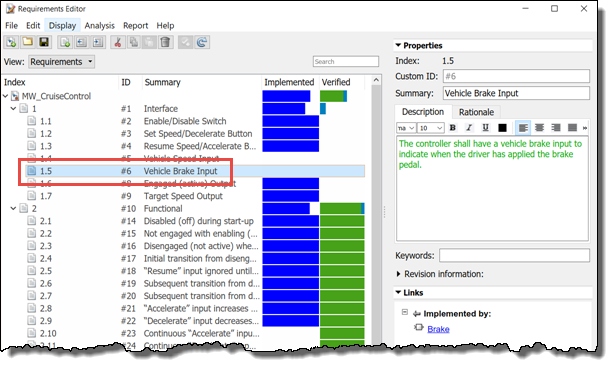 Requirements Editor
File Edit Display Analysis Report Help
View: Requirements Search
Index ID Summary Implemented Verified
MW_CruiseControl
1 #1 Interface
1.1 #2 Enable/Disable Switch
1.2 #3 Set Speed/Decelerate Button
1.3 #4 Resume Speed/Accelerate B...
1.4 #5 Vehicle Speed Input
1.5 #6 Vehicle Brake Input
1.6 #8 Engaged (active) Output
1.7 #9 Target Speed Output
2 #10 Functional
2.1 #14 Disabled (off) during start-up
2.2 #15 Not engaged with enabling (...
2.3 #16 Disengaged (not active) whe...
2.4 #17 Initial transition from diseng...
2.5 #18 "Resume" input ignored until...
2.6 #19 Subsequent transition from d...
2.7 #20 Subsequent transition from d...
2.8 #21 "Accelerate" input increases...
2.9 #22 "Decelerate" input decreases...
2.10 #23 Continuous "Accelerate" inpu...
2.11 #24
Properties
Index: 1.5
Custom ID: #6
Summary: Vehicle Brake Input
Description Rationale
10 B I U
The controller shall have a vehicle brake input to
indicate when the driver has applied the brake
pedal.
Keywords:
Revision information:
Links
Implemented by:
Brake